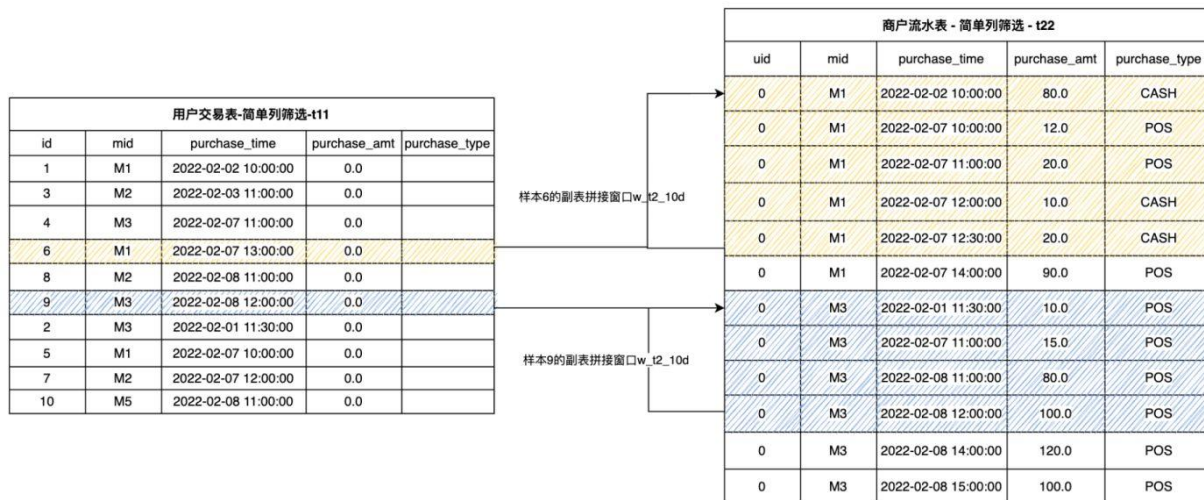 用户交易表-简单列筛选-t11
id mid purchase_time purchase_amt purchase_type
1 M1 2022-02-02 10:00:00 0.0
3 M2 2022-02-03 11:00:00 0.0
4 M3 2022-02-07 11:00:00 0.0
6 M1 2022-02-07 13:00:00 0.0
8 M2 2022-02-08 11:00:00 0.0
9 M3 2022-02-08 12:00:00 0.0
2 M3 2022-02-01 11:30:00 0.0
5 M1 2022-02-07 10:00:00 0.0
7 M2 2022-02-07 12:00:00 0.0
10 M5 2022-02-08 11:00:00 0.0
样本6的副表拼接窗口w_t2_10d
样本9的副表拼接窗口w_t2_10d
商户流水表 - 简单列筛选 - t22
uid mid purchase_time purchase_amt purchase_type
0 M1 2022-02-02 10:00:00 80.0 CASH
0 M1 2022-02-07 10:00:00 12.0 POS
0 M1 2022-02-07 11:00:00 20.0 POS
0 M1 2022-02-07 12:00:00 10.0 CASH
0 M1 2022-02-07 12:30:00 20.0 CASH
0 M1 2022-02-07 14:00:00 90.0 POS
0 M3 2022-02-01 11:30:00 10.0 POS
0 M3 2022-02-07 11:00:00 15.0 POS
0 M3 2022-02-08 11:00:00 80.0 POS
0 M3 2022-02-08 12:00:00 100.0 POS
0 M3 2022-02-08 14:00:00 120.0 POS
0 M3 2022-02-08 15:00:00 100.0 POS